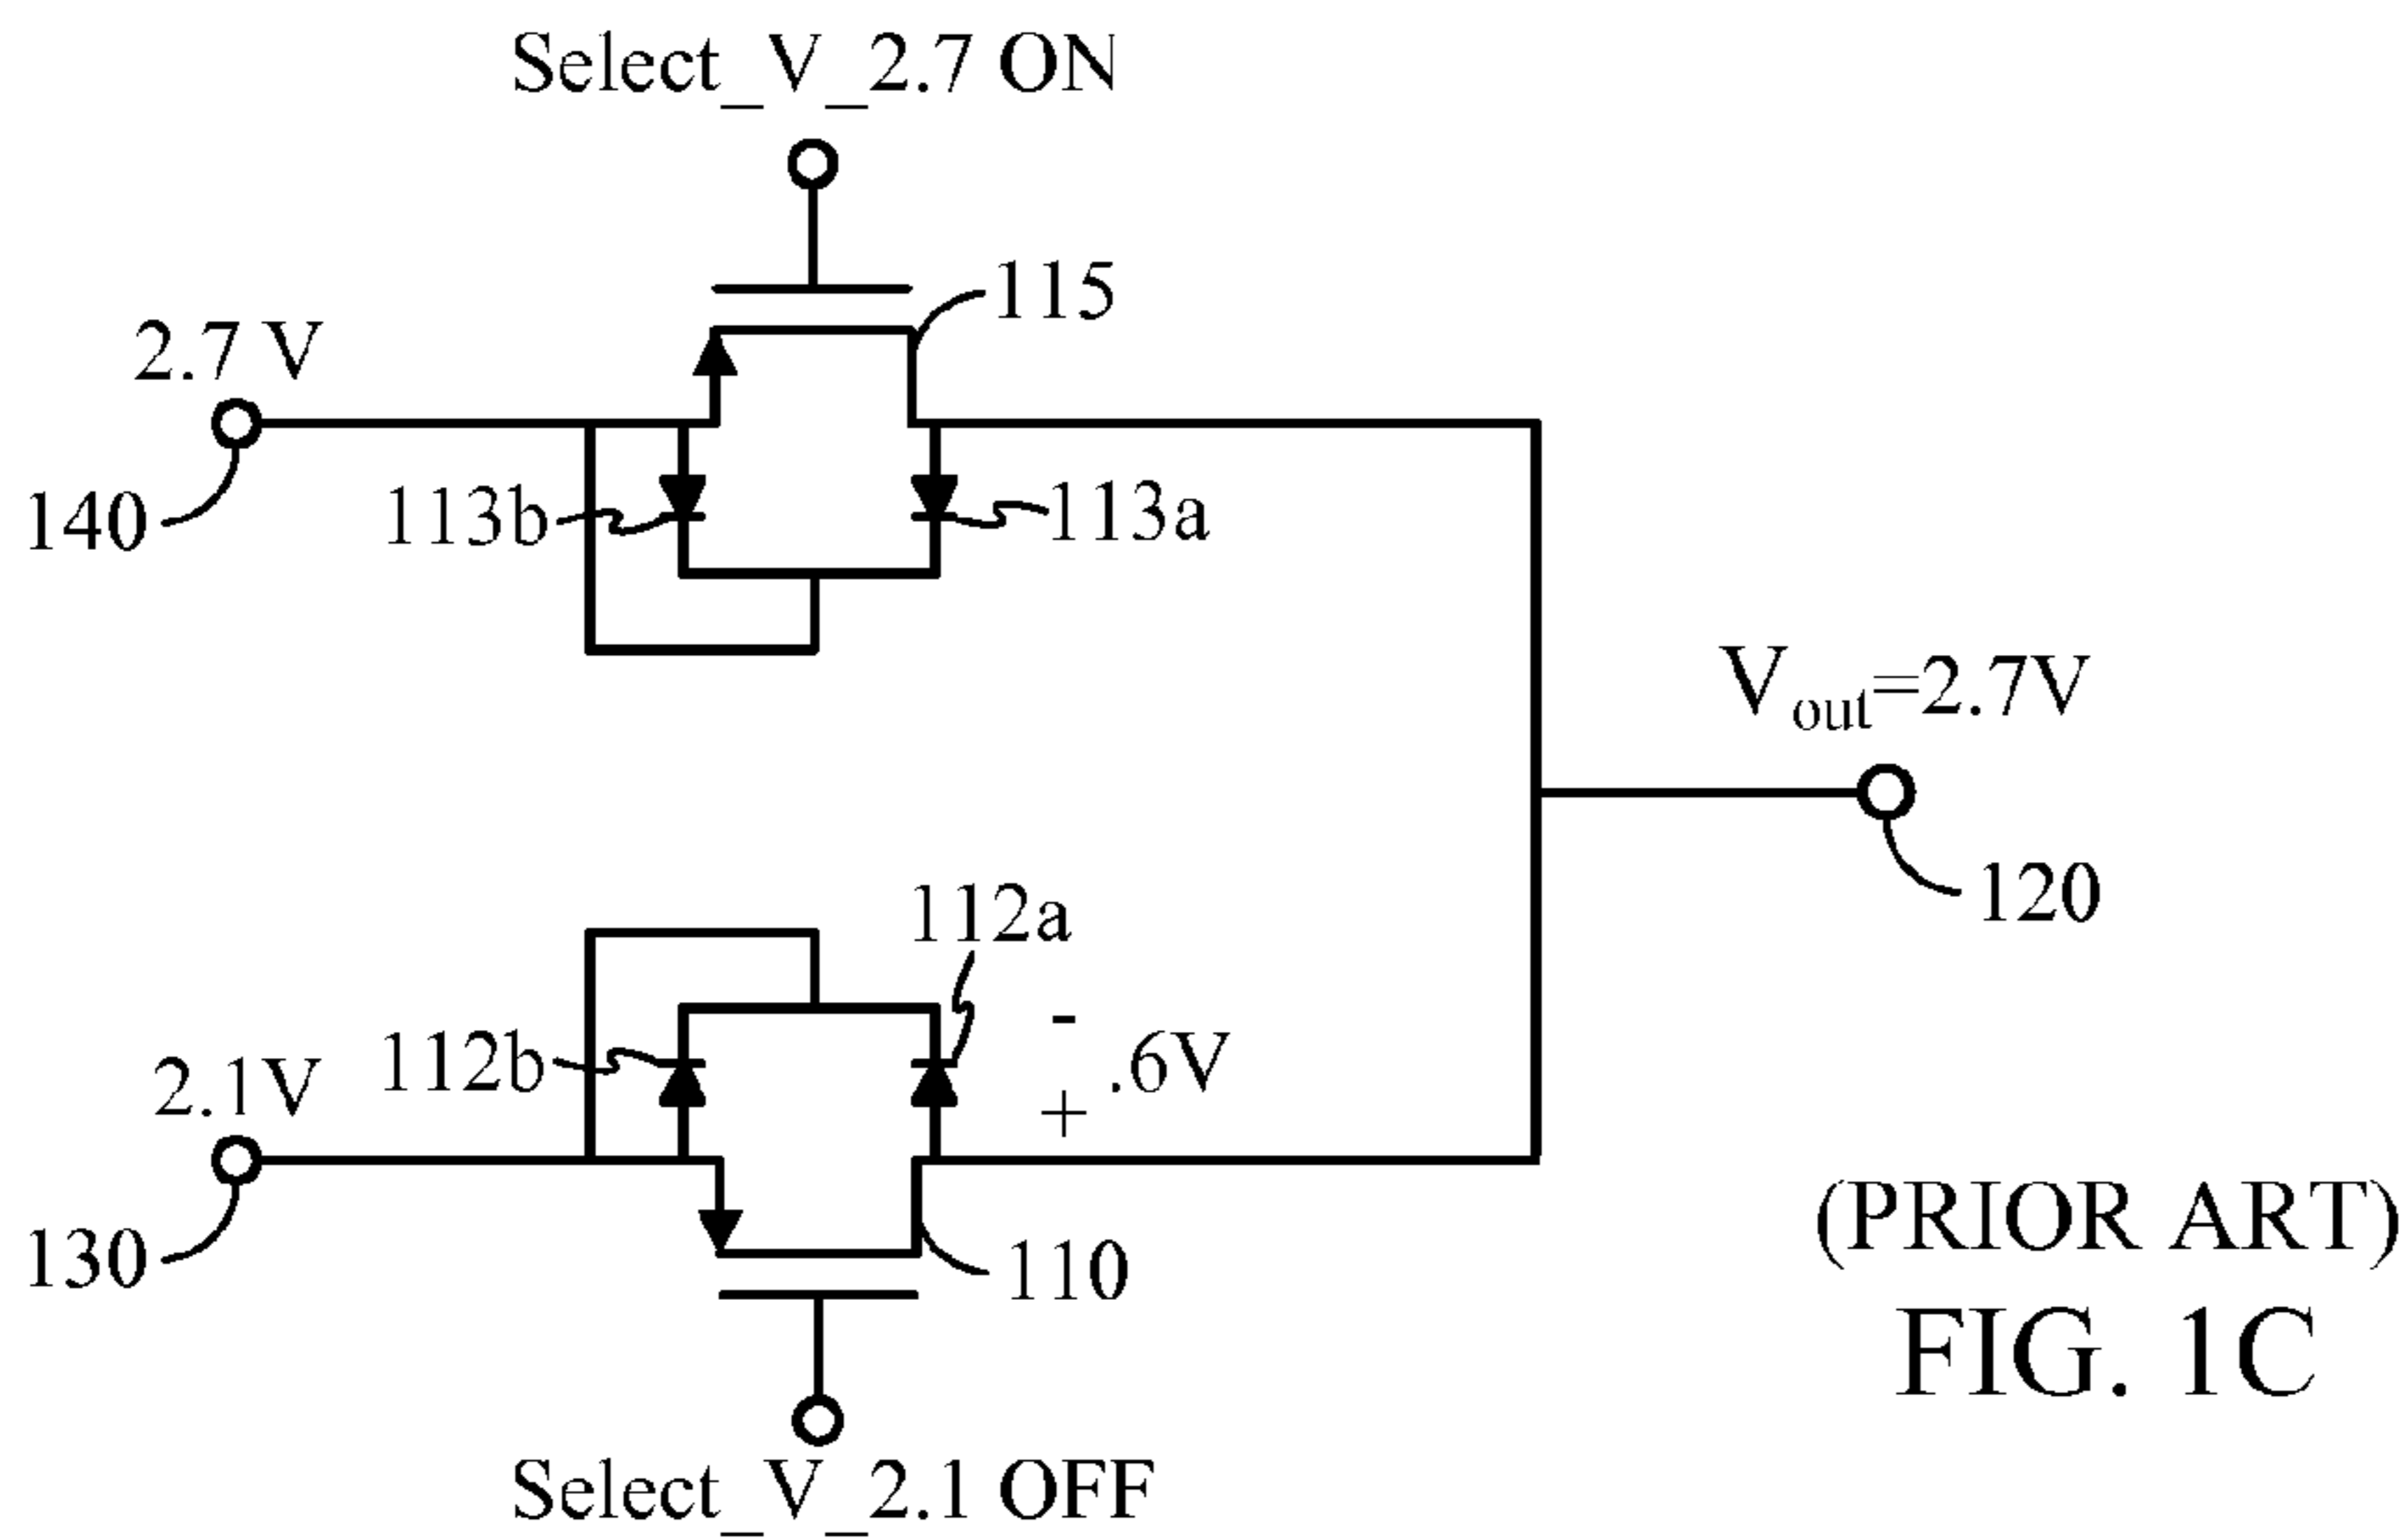 Select_V_2.7 ON
115
2.7 V
140
113b
113a
Vout=2.7V
120
112a
-
.6V
+
112b
2.1V
130
110
Select_V_2.1 OFF
(PRIOR ART)
FIG. 1C